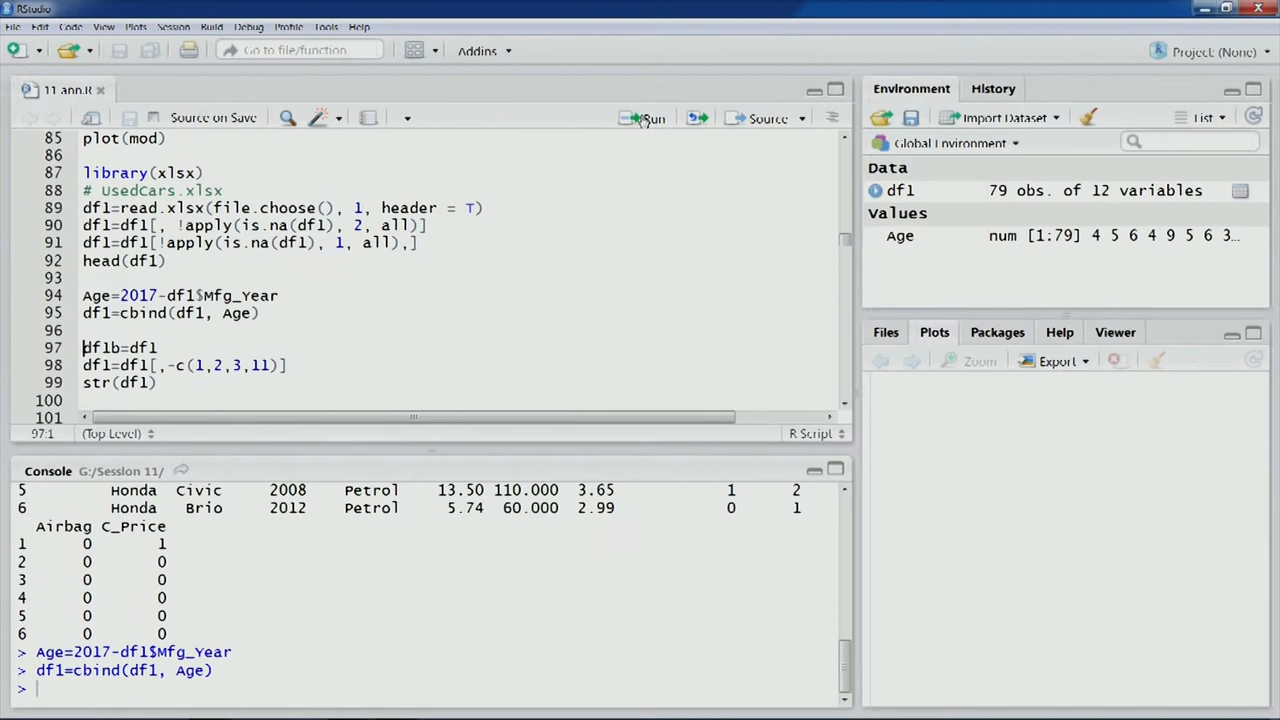 RStudio
File Edit Code View Plots Session Build Debug Profile Tools Help
Go to file/function Addins Project: (None)
11 ann.R
Source on Save Run Source
85 plot(mod)
86
87 library(xlsx)
88 # UsedCars.xlsx
89 df1=read.xlsx(file.choose(), 1, header = T)
90 df1=df1[, !apply(is.na(df1), 2, all)]
91 df1=df1[!apply(is.na(df1), 1, all),]
92 head(df1)
93
94 Age=2017-df1$Mfg_Year
95 df1=cbind(df1, Age)
96
97 df1b=df1
98 df1=df1[,-c(1,2,3,11)]
99 str(df1)
100
101
97:1 (Top Level) R Script
Console G:/Session 11/
5 Honda Civic 2008 Petrol 13.50 110.000 3.65 1 2
6 Honda Brio 2012 Petrol 5.74 60.000 2.99 0 1
Airbag C_Price
1 0 1
2 0 0
3 0 0
4 0 0
5 0 0
6 0 0
> Age=2017-df1$Mfg_Year
> df1=cbind(df1, Age)
>
Environment History
Import Dataset List
Global Environment
Data
df1 79 obs. of 12 variables
Values
Age num [1:79] 4 5 6 4 9 5 6 3…
Files Plots Packages Help Viewer
Zoom Export